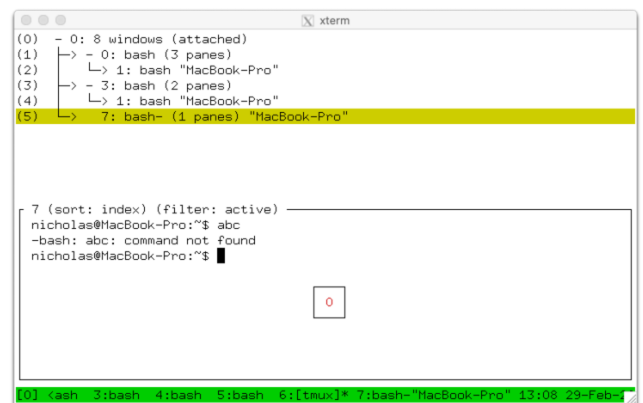 xterm
(0) - 0: 8 windows (attached)
(1) ├─> - 0: bash (3 panes)
(2) │ └─> 1: bash "MacBook-Pro"
(3) ├─> - 3: bash (2 panes)
(4) │ └─> 1: bash "MacBook-Pro"
(5) └─> 7: bash- (1 panes) "MacBook-Pro"
7 (sort: index) (filter: active)
nicholas@MacBook-Pro:~$ abc
-bash: abc: command not found
nicholas@MacBook-Pro:~$
0
[0] <ash 3:bash 4:bash 5:bash 6:[tmux]* 7:bash-"MacBook-Pro" 13:08 29-Feb-2